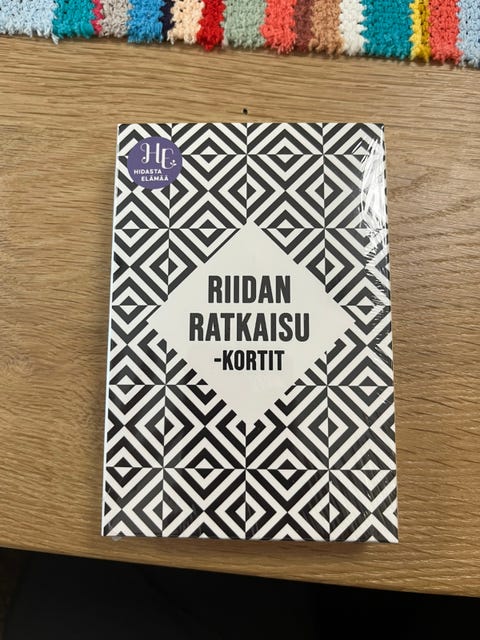 HE
HIDASTA
ELÄMÄÄ
RIIDAN
RATKAISU
-KORTIT